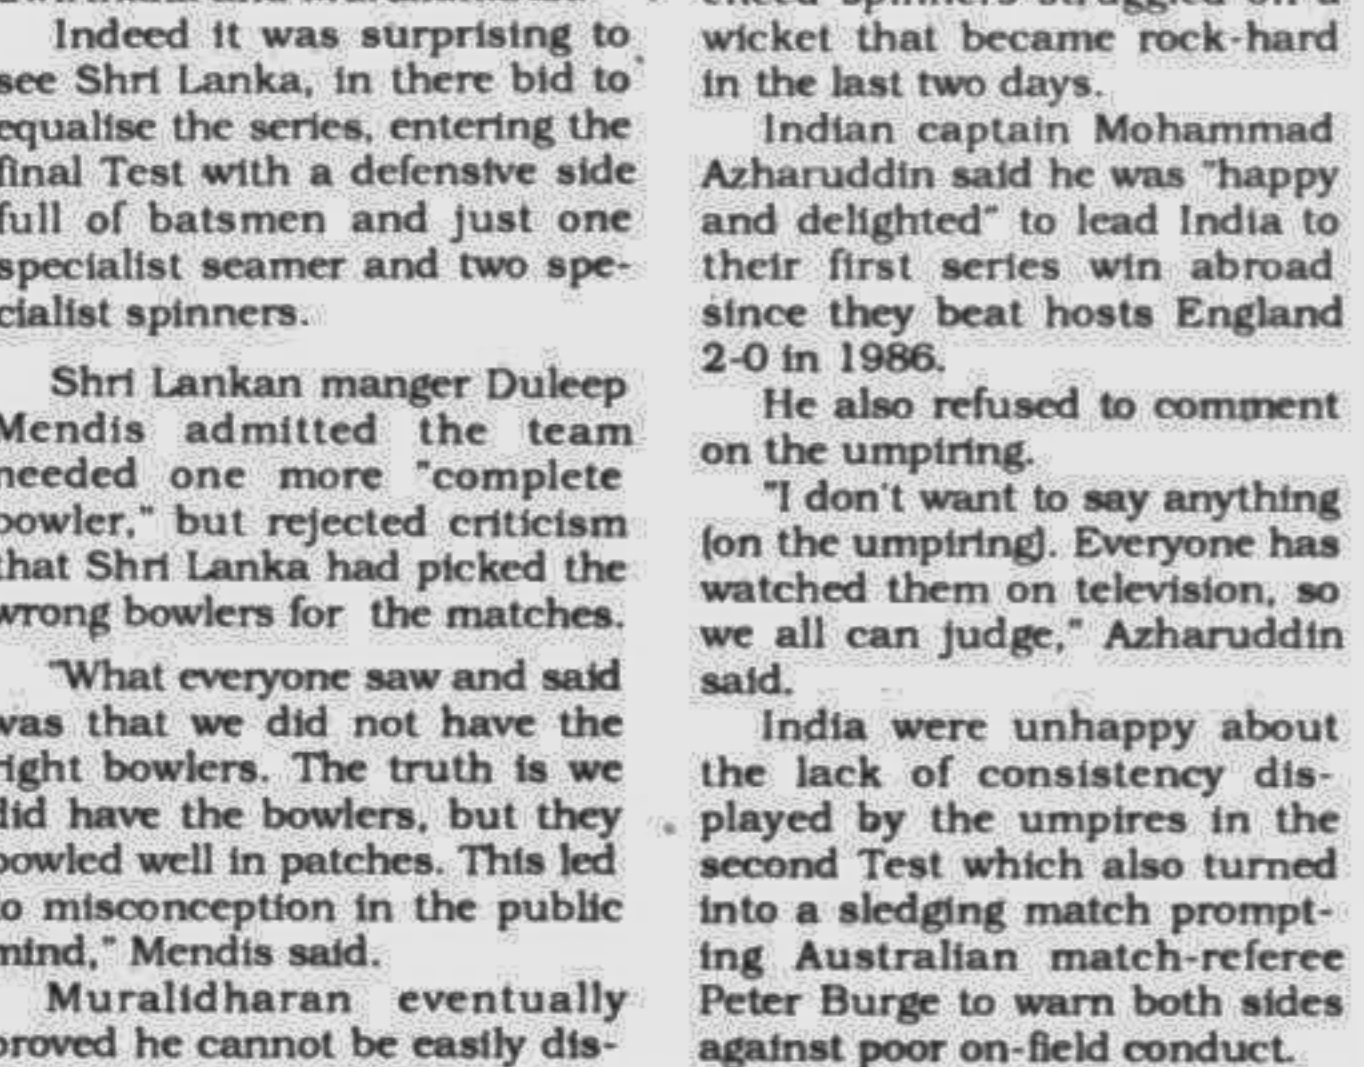 Indeed it was surprising to
see Shri Lanka, in there bid to
equalise the series, entering the
final Test with a defensive side
full of batsmen and just one
specialist seamer and two spe-
cialist spinners.
Shri Lankan manger Duleep
Mendis admitted the team
needed one more "complete
bowler," but rejected criticism
that Shri Lanka had picked the
wrong bowlers for the matches.
"What everyone saw and said
was that we did not have the
right bowlers. The truth is we
did have the bowlers, but they
bowled well in patches. This led
to misconception in the public
mind," Mendis said.
Muralidharan eventually
proved he cannot be easily dis-
spinners struggled on a
wicket that became rock-hard
in the last two days.
Indian captain Mohammad
Azharuddin said he was "happy
and delighted" to lead India to
their first series win abroad
since they beat hosts England
2-0 in 1986.
He also refused to comment
on the umpiring.
"I don't want to say anything
(on the umpiring). Everyone has
watched them on television, so
we all can judge," Azharuddin
said.
India were unhappy about
the lack of consistency dis-
played by the umpires in the
second Test which also turned
into a sledging match prompt-
ing Australian match-referee
Peter Burge to warn both sides
against poor on-field conduct.